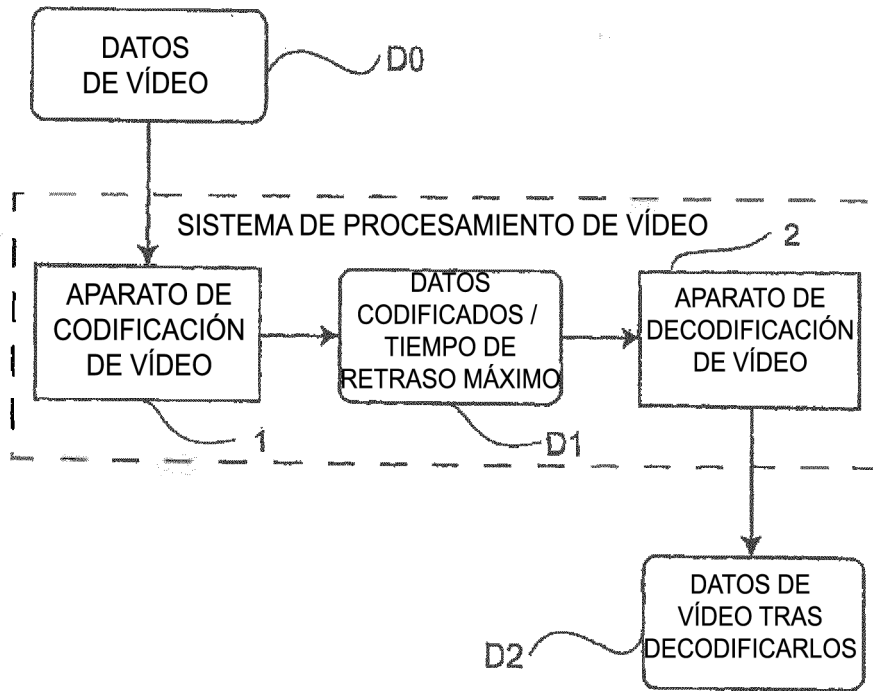 DATOS
DE VÍDEO
D0
SISTEMA DE PROCESAMIENTO DE VÍDEO
2
APARATO DE
CODIFICACIÓN
DE VÍDEO
DATOS
CODIFICADOS /
TIEMPO DE
RETRASO MÁXIMO
APARATO DE
DECODIFICACIÓN
DE VÍDEO
1
D1
DATOS DE
VÍDEO TRAS
DECODIFICARLOS
D2